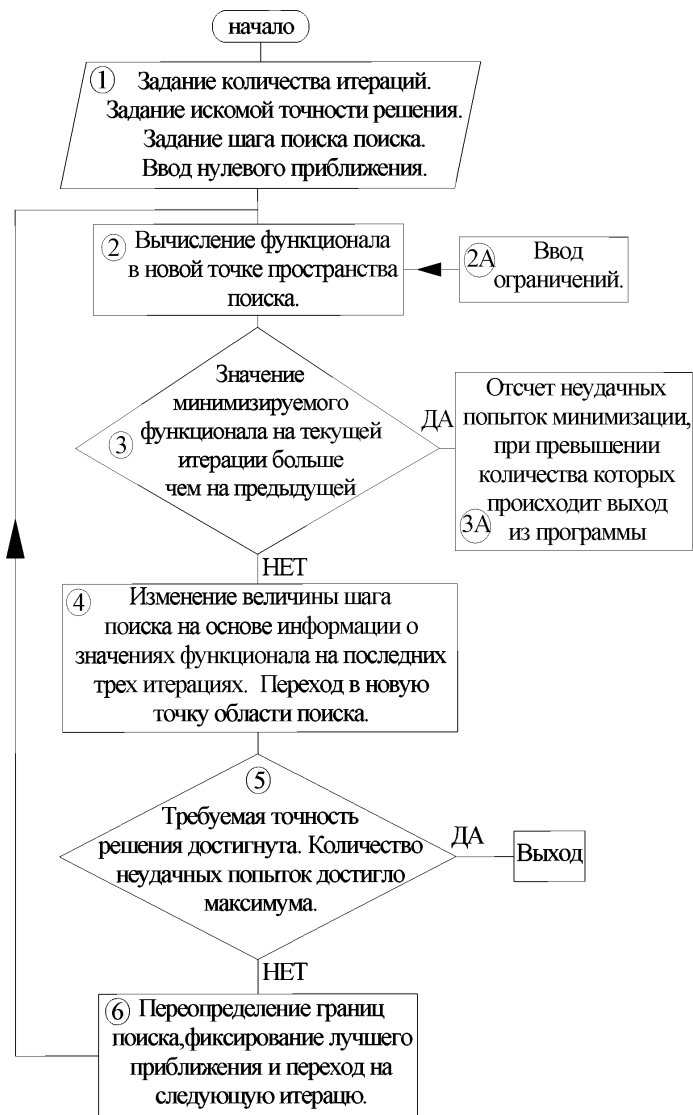 начало
1 Задание количества итераций.
Задание искомой точности решения.
Задание шага поиска поиска.
Ввод нулевого приближения.
2 Вычисление функционала
в новой точке пространства
поиска.
2А Ввод
ограничений.
Значение
минимизируемого
функционала на текущей
3 итерации больше
чем на предыдущей
ДА
Отсчет неудачных
попыток минимизации,
при превышении
количества которых
происходит выход
3А из программы
НЕТ
4 Изменение величины шага
поиска на основе информации о
значениях функционала на последних
трех итерациях. Переход в новую
точку области поиска.
5
Требуемая точность
решения достигнута. Количество
неудачных попыток достигло
максимума.
ДА
Выход
НЕТ
6 Переопределение границ
поиска,фиксирование лучшего
приближения и переход на
следующую итерацю.